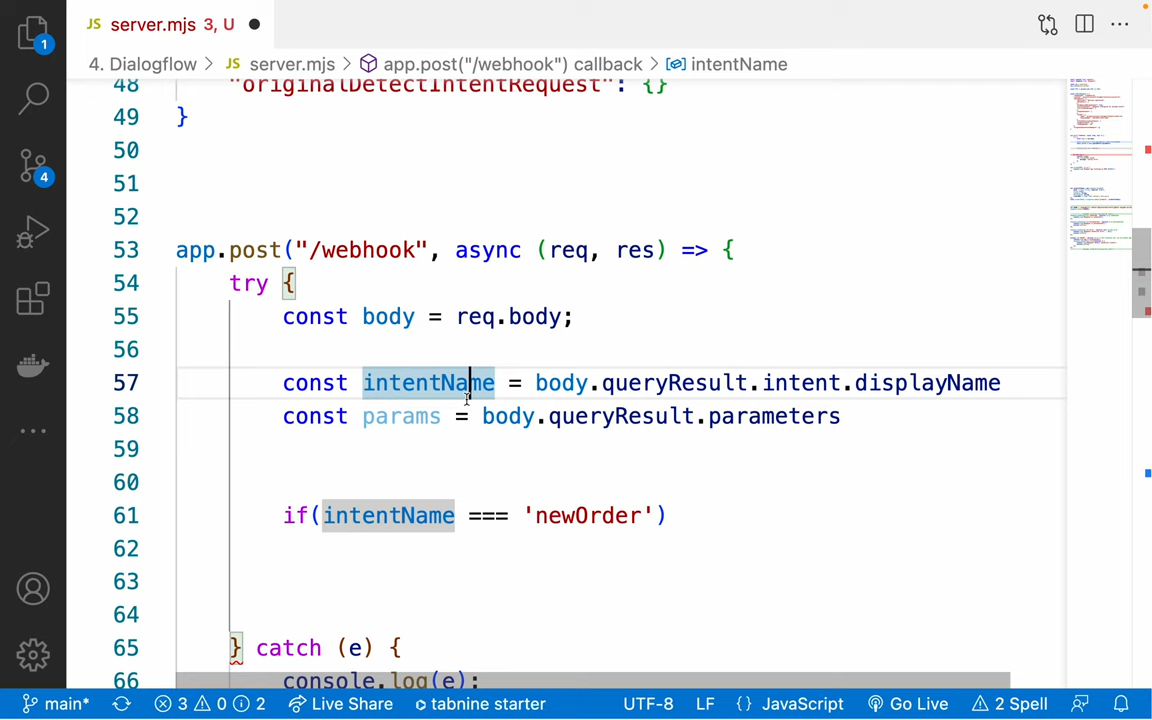 JS server.mjs 3, U
4. Dialogflow > JS server.mjs > app.post("/webhook") callback > intentName
1
4
48 "originalDetectIntentRequest": {}
49 }
50
51
52
53 app.post("/webhook", async (req, res) => {
54 try {
55 const body = req.body;
56
57 const intentName = body.queryResult.intent.displayName
58 const params = body.queryResult.parameters
59
60
61 if(intentName === 'newOrder')
62
63
64
65 } catch (e) {
66 console.log(e);
main* 3 0 2 Live Share tabnine starter UTF-8 LF {} JavaScript Go Live 2 Spell